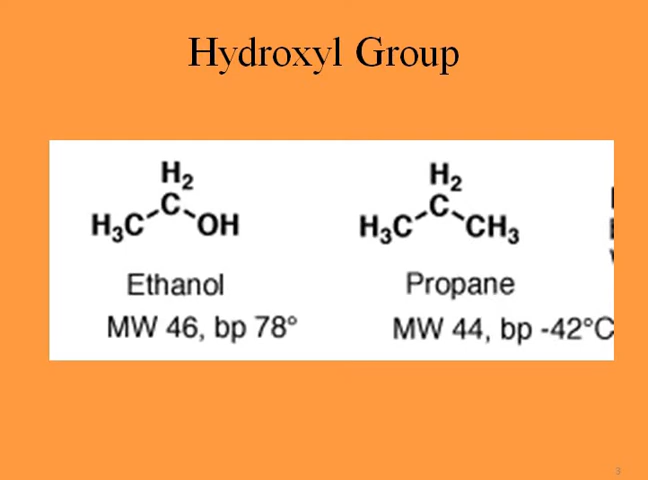 Hydroxyl Group
H₂
C
H₃C OH
Ethanol
MW 46, bp 78°
H₂
C
H₃C CH₃
Propane
MW 44, bp -42°C
3